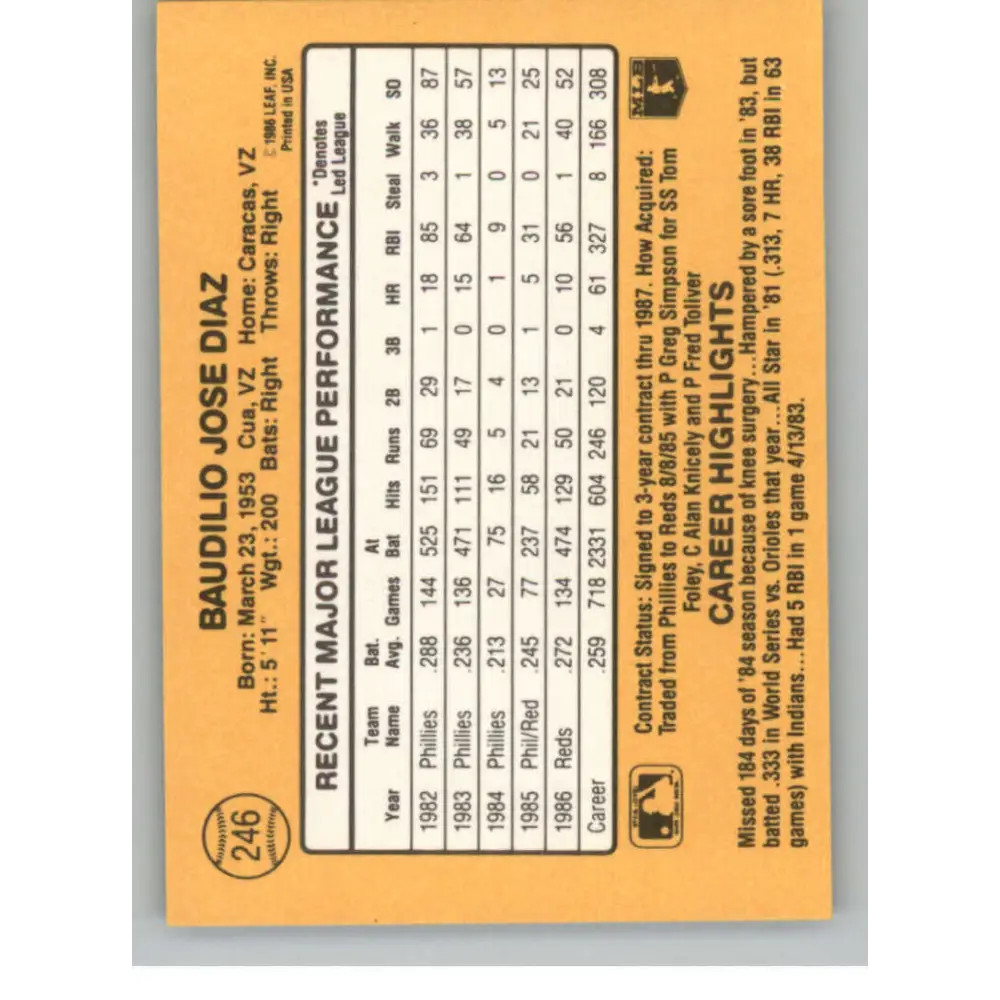 246
BAUDILIO JOSE DIAZ
Born: March 23, 1953 Cua, VZ Home: Caracas, VZ
Ht.: 5'11" Wgt.: 200 Bats: Right Throws: Right
© 1986 LEAF, INC.
Printed in USA
RECENT MAJOR LEAGUE PERFORMANCE
*Denotes
Led League
Year Team Name Bat. Avg. Games At Bat Hits Runs 2B 3B HR RBI Steal Walk SO
1982 Phillies .288 144 525 151 69 29 1 18 85 3 36 87
1983 Phillies .236 136 471 111 49 17 0 15 64 1 38 57
1984 Phillies .213 27 75 16 5 4 0 1 9 0 5 13
1985 Phil/Red .245 77 237 58 21 13 1 5 31 0 21 25
1986 Reds .272 134 474 129 50 21 0 10 56 1 40 52
Career .259 718 2331 604 246 120 4 61 327 8 166 308
Contract Status: Signed to 3-year contract thru 1987. How Acquired:
Traded from Phillies to Reds 8/8/85 with P Greg Simpson for SS Tom
Foley, C Alan Knicely and P Fred Toliver
MLB
CAREER HIGHLIGHTS
Missed 184 days of '84 season because of knee surgery...Hampered by a sore foot in '83, but
batted .333 in World Series vs. Orioles that year...All Star in '81 (.313, 7 HR, 38 RBI in 63
games) with Indians...Had 5 RBI in 1 game 4/13/83.